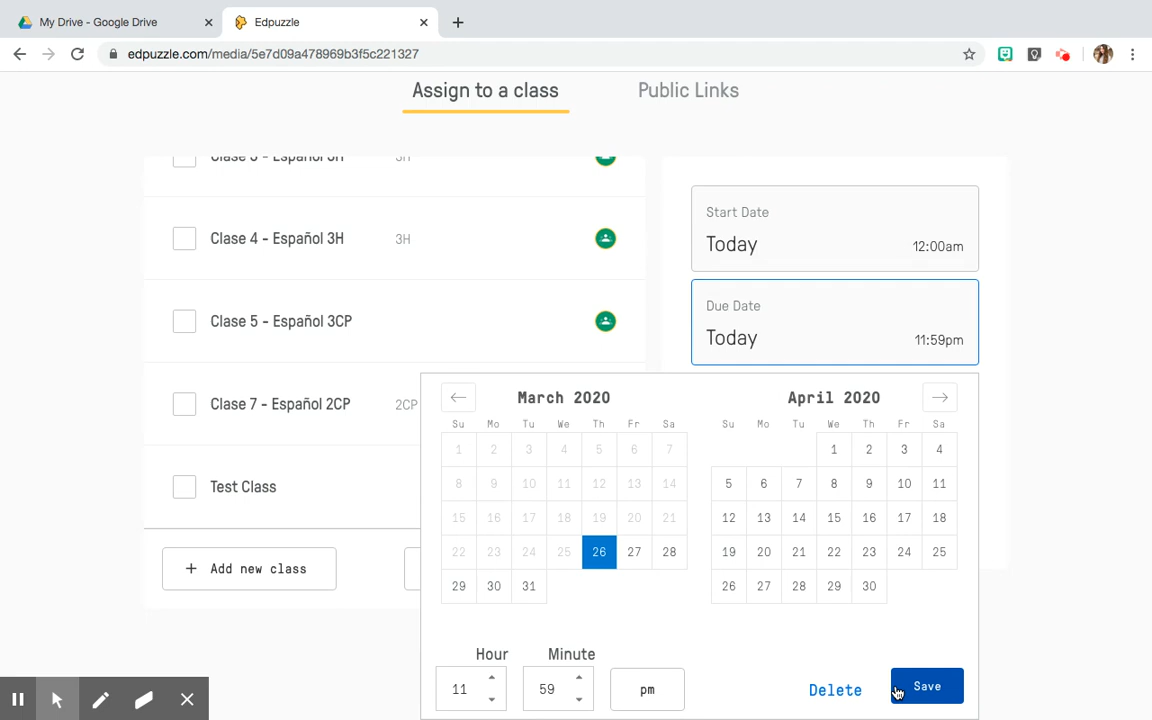 My Drive - Google Drive
Edpuzzle
edpuzzle.com/media/5e7d09a478969b3f5c221327
Assign to a class
Public Links
Clase 3 - Español 3H 3H
Clase 4 - Español 3H 3H
Clase 5 - Español 3CP
Clase 7 - Español 2CP 2CP
Test Class
+ Add new class
Start Date
Today 12:00am
Due Date
Today 11:59pm
March 2020
Su Mo Tu We Th Fr Sa
1 2 3 4 5 6 7
8 9 10 11 12 13 14
15 16 17 18 19 20 21
22 23 24 25 26 27 28
29 30 31
April 2020
Su Mo Tu We Th Fr Sa
1 2 3 4
5 6 7 8 9 10 11
12 13 14 15 16 17 18
19 20 21 22 23 24 25
26 27 28 29 30
Hour Minute
11 59 pm
Delete
Save